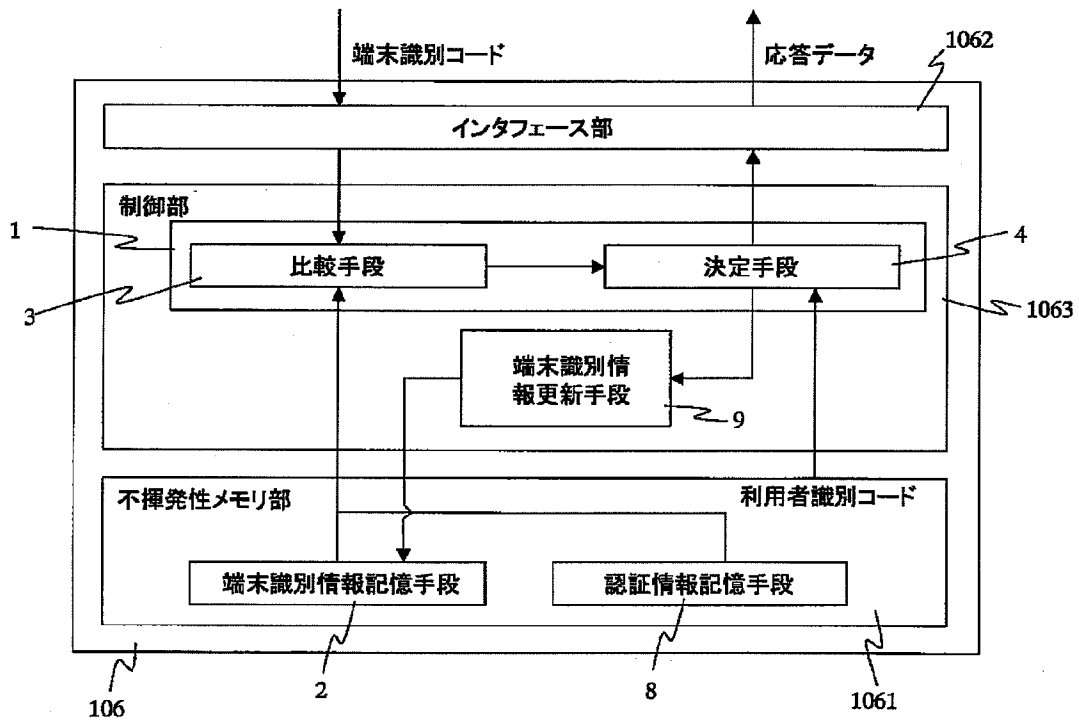 端末識別コード
応答データ
1062
インタフェース部
制御部
1
比較手段
決定手段
4
3
1063
端末識別情
報更新手段
9
不揮発性メモリ部
利用者識別コード
端末識別情報記憶手段
認証情報記憶手段
106
2
8
1061